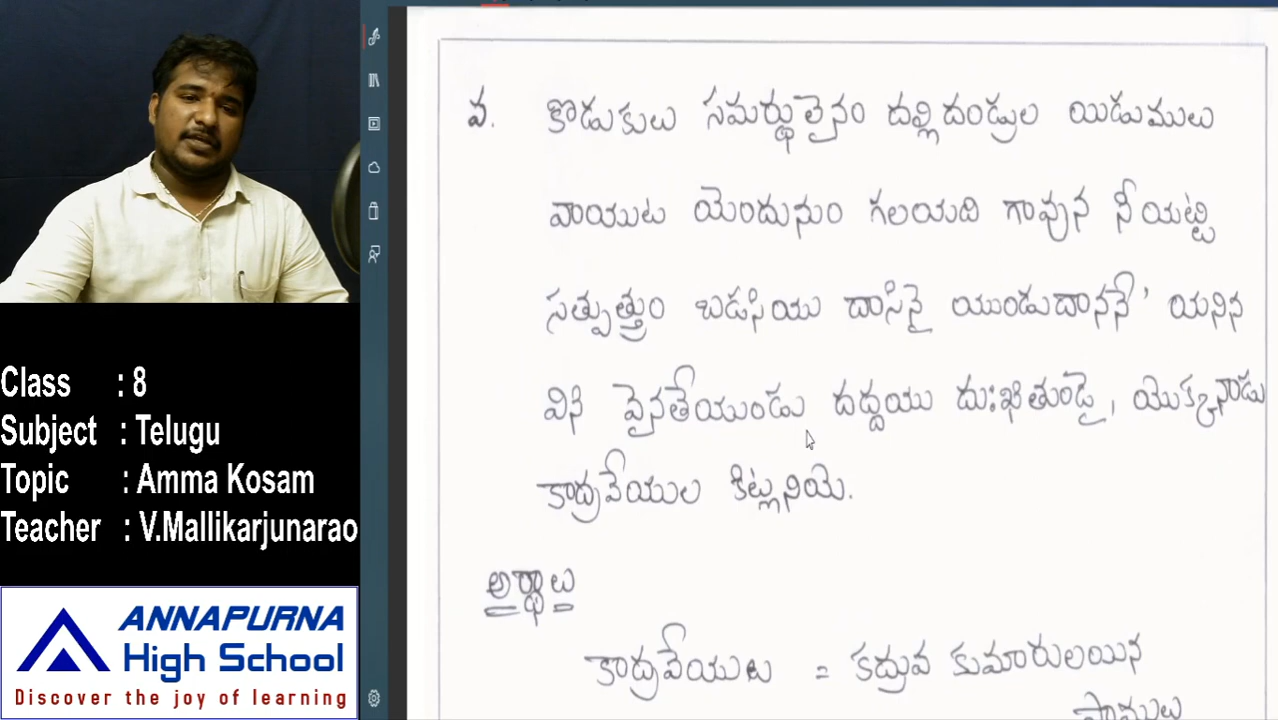 వ. కొడుకులు సమర్థులైనం దల్లిదండ్రుల యిడుములు
వాయుట యెందునుం గలయది గావున నీయట్టి
సత్పుత్త్రుం బడసియు దాసినై యుండుదాననే' యనిన
విని వైనతేయుండు దద్దయు దుఃఖితుండై, యొక్కనాడు
కాద్రవేయుల కిట్లనియె.
అర్థాలు
కాద్రవేయులు = కద్రువ కుమారులయిన
పాములు
Class : 8
Subject : Telugu
Topic : Amma Kosam
Teacher : V.Mallikarjunarao
ANNAPURNA
High School
Discover the joy of learning